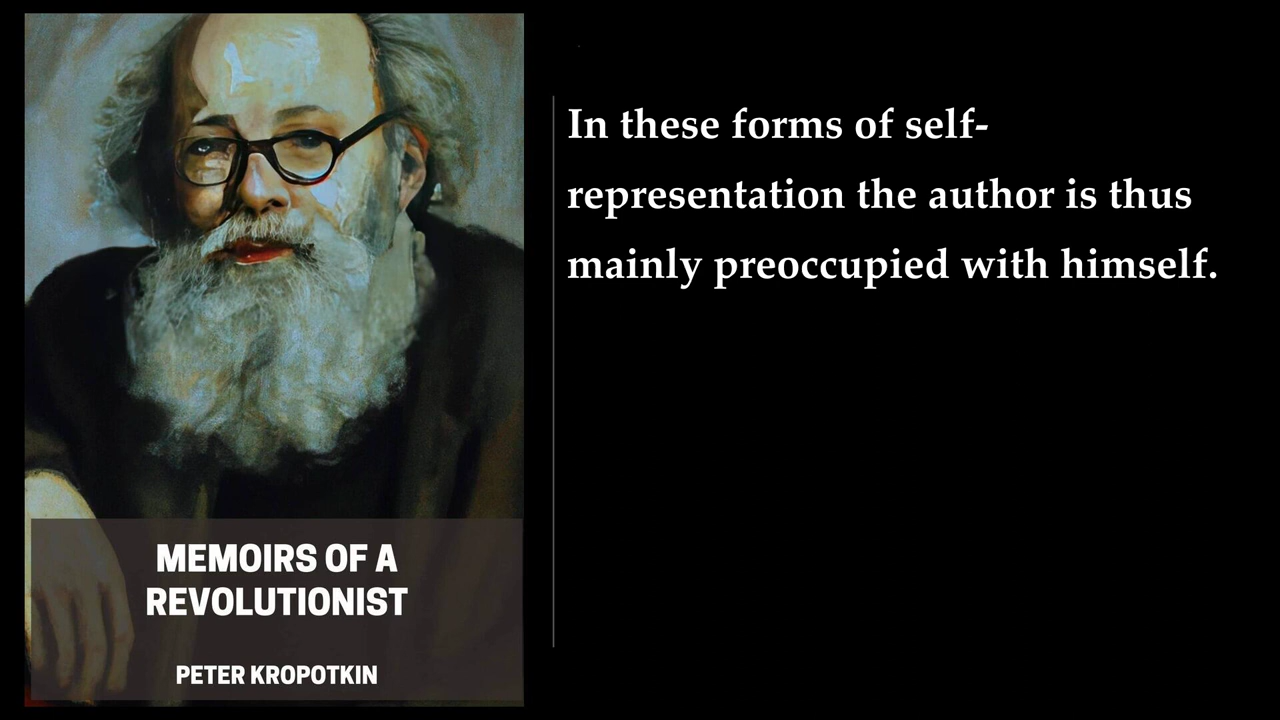 In these forms of self-
representation the author is thus
mainly preoccupied with himself.
MEMOIRS OF A
REVOLUTIONIST
PETER KROPOTKIN